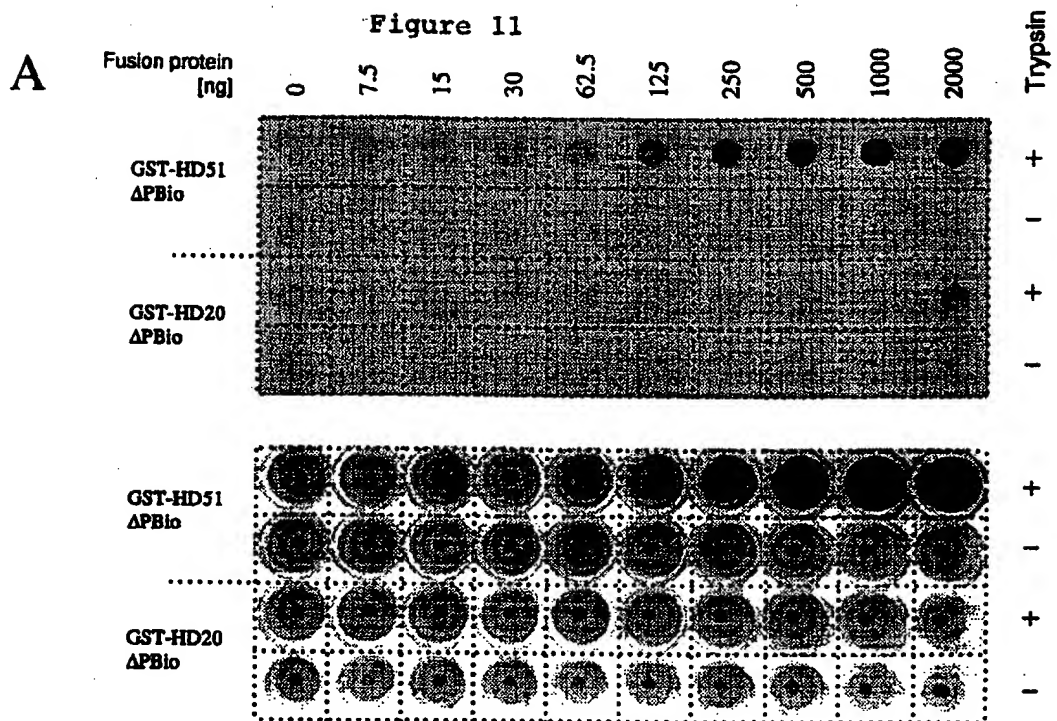 Figure 11
A
Fusion protein
[ng]
0 7.5 15 30 62.5 125 250 500 1000 2000 Trypsin
GST-HD51
ΔPBio
+
-
GST-HD20
ΔPBio
+
-
GST-HD51
ΔPBio
+
-
GST-HD20
ΔPBio
+
-